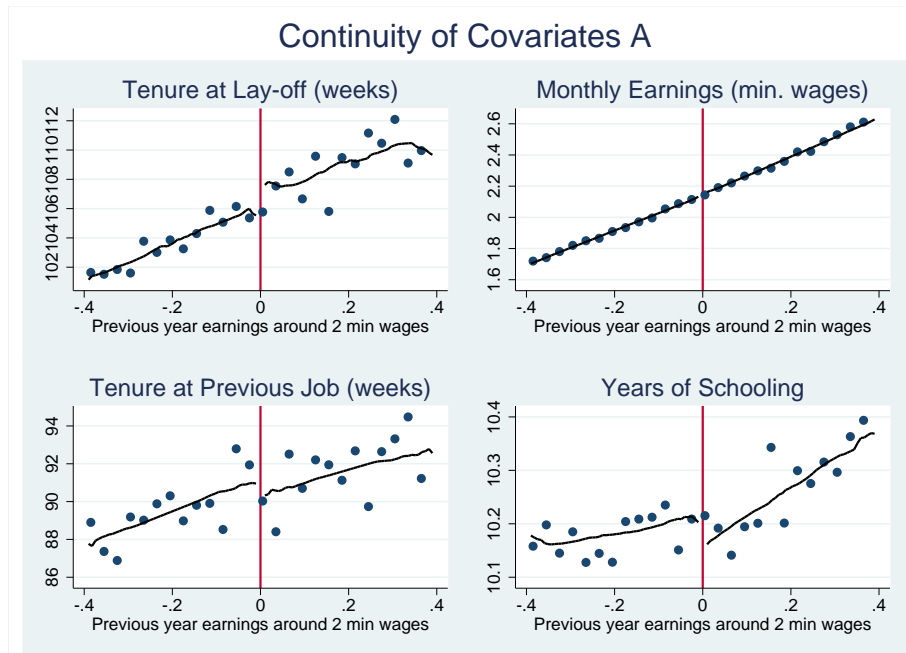 Continuity of Covariates A
Tenure at Lay-off (weeks)
102104106108110112
-.4 -.2 0 .2 .4
Previous year earnings around 2 min wages
Monthly Earnings (min. wages)
1.6 1.8 2 2.2 2.4 2.6
-.4 -.2 0 .2 .4
Previous year earnings around 2 min wages
Tenure at Previous Job (weeks)
86 88 90 92 94
-.4 -.2 0 .2 .4
Previous year earnings around 2 min wages
Years of Schooling
10.1 10.2 10.3 10.4
-.4 -.2 0 .2 .4
Previous year earnings around 2 min wages